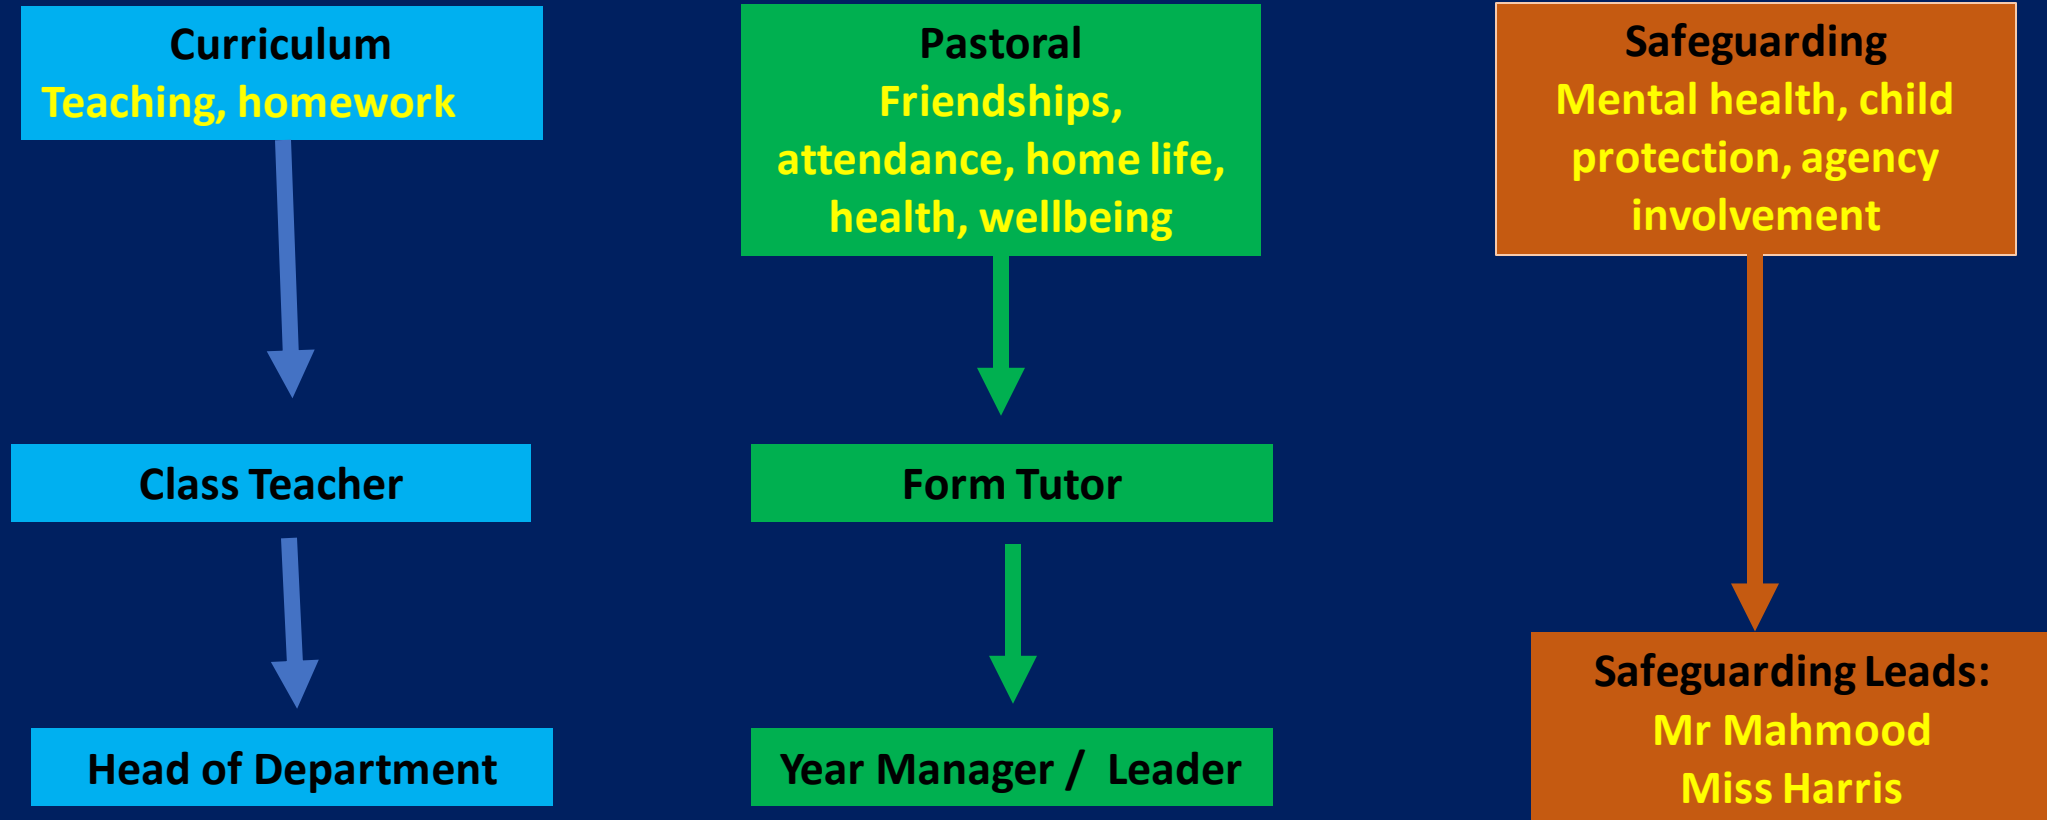 Curriculum
Teaching, homework
Pastoral
Friendships,
attendance, home life,
health, wellbeing
Safeguarding
Mental health, child
protection, agency
involvement
Class Teacher
Form Tutor
Head of Department
Year Manager /  Leader
Safeguarding Leads:
Mr Mahmood
Miss Harris